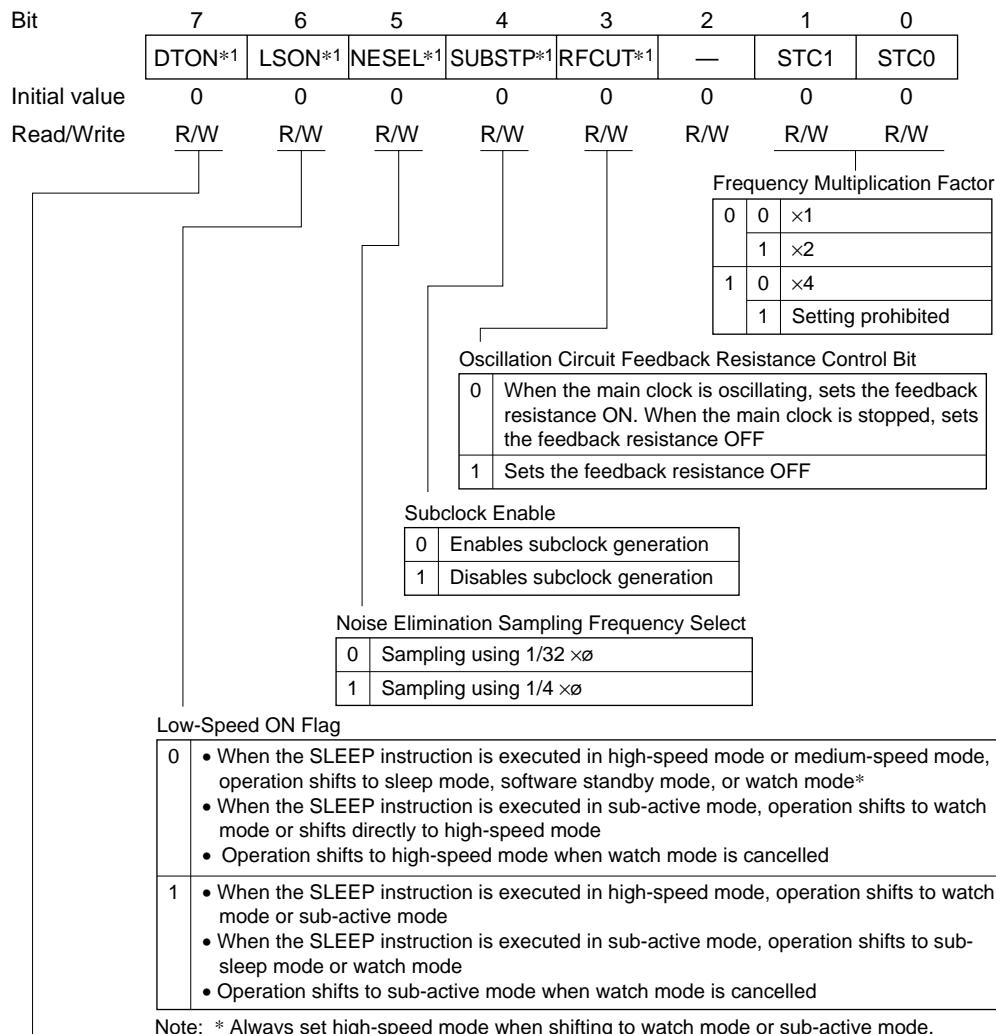 Bit 7 6 5 4 3 2 1 0
DTON*1 LSON*1 NESEL*1 SUBSTP*1 RFCUT*1 — STC1 STC0
Initial value 0 0 0 0 0 0 0 0
Read/Write R/W R/W R/W R/W R/W R/W R/W R/W
Frequency Multiplication Factor
0 0 ×1
1 ×2
1 0 ×4
1 Setting prohibited
Oscillation Circuit Feedback Resistance Control Bit
0 When the main clock is oscillating, sets the feedback
resistance ON. When the main clock is stopped, sets
the feedback resistance OFF
1 Sets the feedback resistance OFF
Subclock Enable
0 Enables subclock generation
1 Disables subclock generation
Noise Elimination Sampling Frequency Select
0 Sampling using 1/32 ×ø
1 Sampling using 1/4 ×ø
Low-Speed ON Flag
0 • When the SLEEP instruction is executed in high-speed mode or medium-speed mode,
operation shifts to sleep mode, software standby mode, or watch mode*
• When the SLEEP instruction is executed in sub-active mode, operation shifts to watch
mode or shifts directly to high-speed mode
• Operation shifts to high-speed mode when watch mode is cancelled
1 • When the SLEEP instruction is executed in high-speed mode, operation shifts to watch
mode or sub-active mode
• When the SLEEP instruction is executed in sub-active mode, operation shifts to sub-
sleep mode or watch mode
• Operation shifts to sub-active mode when watch mode is cancelled
Note: * Always set high-speed mode when shifting to watch mode or sub-active mode.